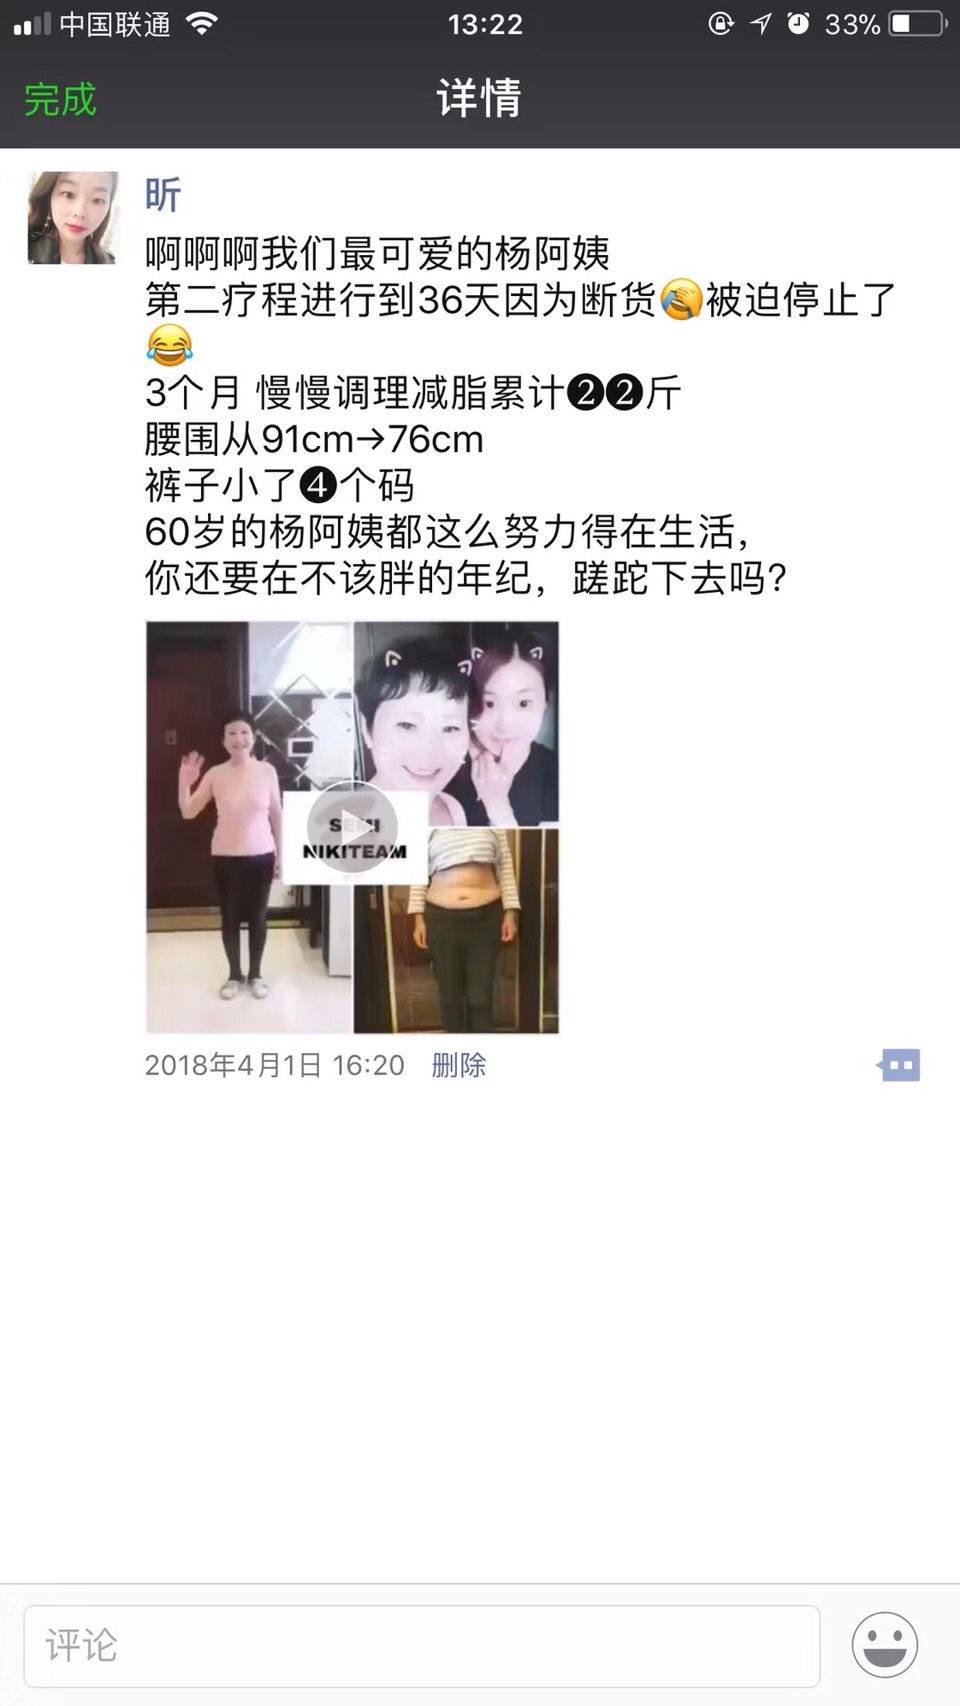 中国联通
13:22
33%
完成
详情
昕
啊啊啊我们最可爱的杨阿姨
第二疗程进行到36天因为断货🤦被迫停止了
😂
3个月 慢慢调理减脂累计❷❷斤
腰围从91cm→76cm
裤子小了❹个码
60岁的杨阿姨都这么努力得在生活，
你还要在不该胖的年纪，蹉跎下去吗？
SEMI
NIKITEAM
2018年4月1日 16:20 删除
评论